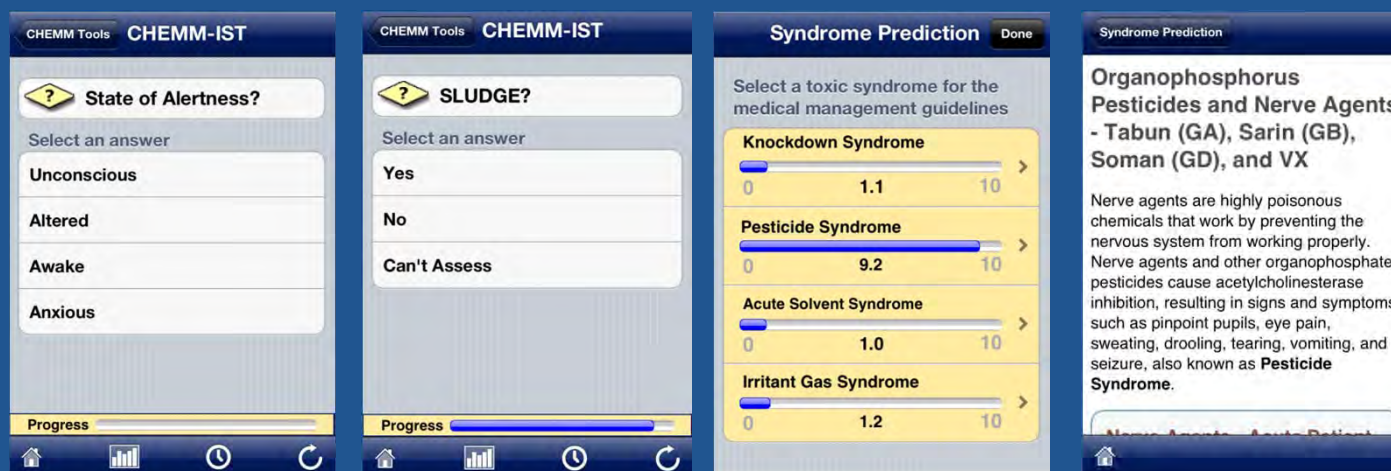 CHEMM Tools CHEMM-IST
? State of Alertness?
Select an answer
Unconscious
Altered
Awake
Anxious
Progress
CHEMM Tools CHEMM-IST
? SLUDGE?
Select an answer
Yes
No
Can't Assess
Progress
Syndrome Prediction Done
Select a toxic syndrome for the
medical management guidelines
Knockdown Syndrome
0 1.1 10
Pesticide Syndrome
0 9.2 10
Acute Solvent Syndrome
0 1.0 10
Irritant Gas Syndrome
0 1.2 10
Syndrome Prediction
Organophosphorus
Pesticides and Nerve Agents
- Tabun (GA), Sarin (GB),
Soman (GD), and VX
Nerve agents are highly poisonous
chemicals that work by preventing the
nervous system from working properly.
Nerve agents and other organophosphate
pesticides cause acetylcholinesterase
inhibition, resulting in signs and symptoms
such as pinpoint pupils, eye pain,
sweating, drooling, tearing, vomiting, and
seizure, also known as Pesticide
Syndrome.